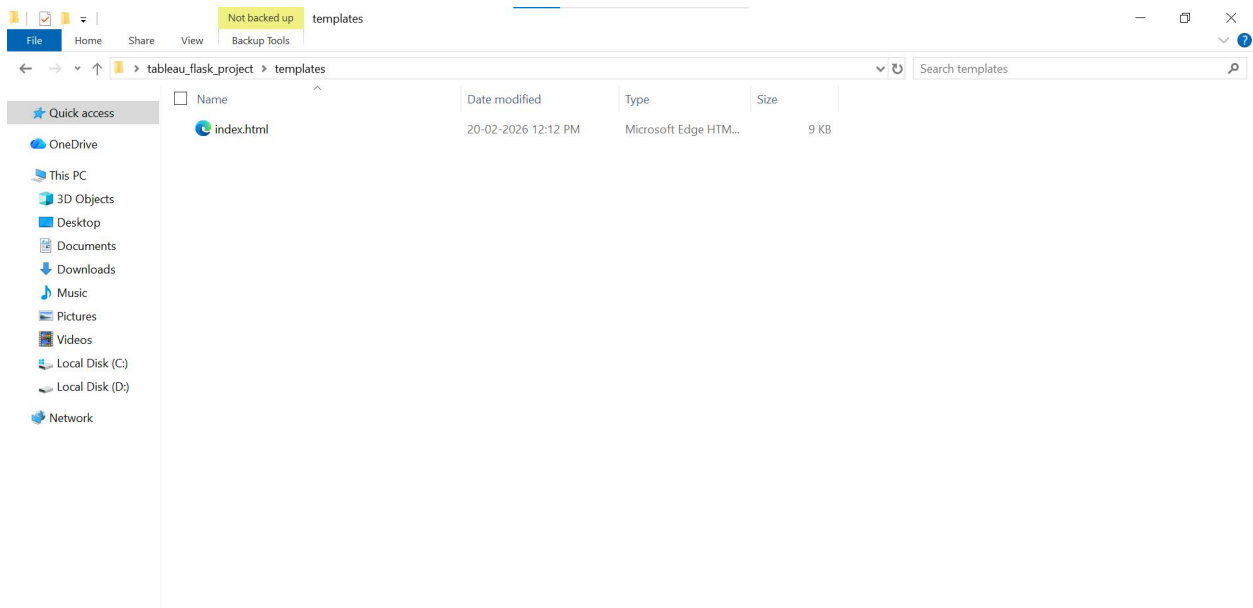 Not backed up templates
File Home Share View Backup Tools ?
tableau_flask_project templates Search templates
Name Date modified Type Size
Quick access
index.html 20-02-2026 12:12 PM Microsoft Edge HTM... 9 KB
OneDrive
This PC
3D Objects
Desktop
Documents
Downloads
Music
Pictures
Videos
Local Disk (C:)
Local Disk (D:)
Network